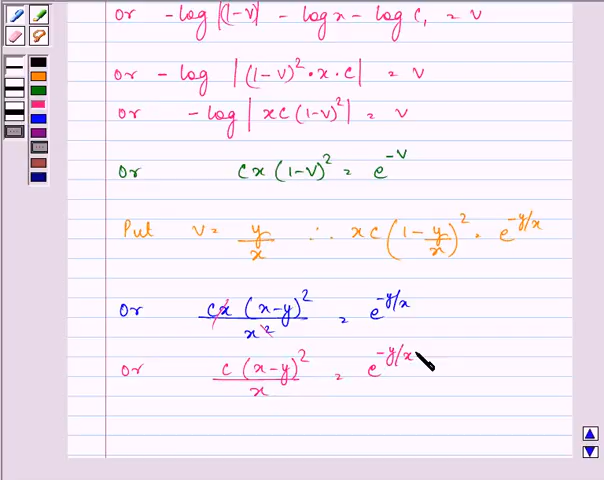 Or -log |(1-V)| - log x - log C₁ = V
Or -log |(1-V)²•x•C| = V
Or -log |xC(1-V)²| = V
Or Cx(1-V)² = e^-V
Put V = y/x ∴ xC(1 - y/x)² = e^-y/x
Or Cx(x-y)²/x² = e^-y/x
Or C(x-y)²/x = e^-y/x